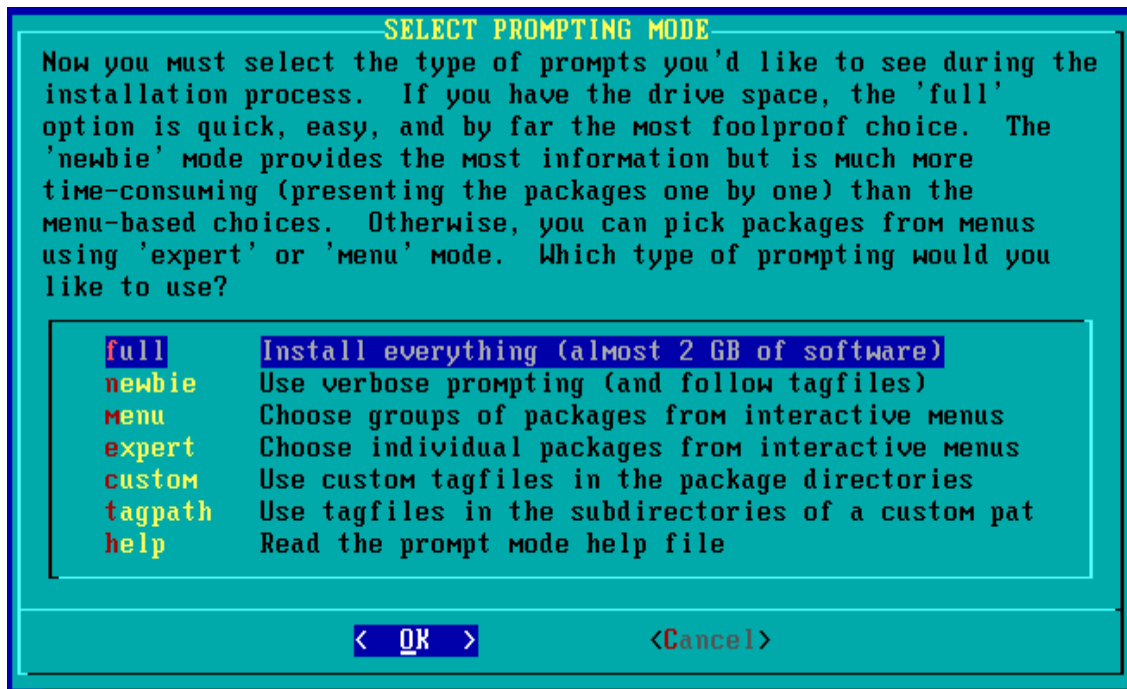 SELECT PROMPTING MODE
Now you must select the type of prompts you'd like to see during the
installation process.  If you have the drive space, the 'full'
option is quick, easy, and by far the most foolproof choice.  The
'newbie' mode provides the most information but is much more
time-consuming (presenting the packages one by one) than the
menu-based choices.  Otherwise, you can pick packages from menus
using 'expert' or 'menu' mode.  Which type of prompting would you
like to use?
full Install everything (almost 2 GB of software)
newbie Use verbose prompting (and follow tagfiles)
menu Choose groups of packages from interactive menus
expert Choose individual packages from interactive menus
custom Use custom tagfiles in the package directories
tagpath Use tagfiles in the subdirectories of a custom pat
help Read the prompt mode help file
< OK > <Cancel>